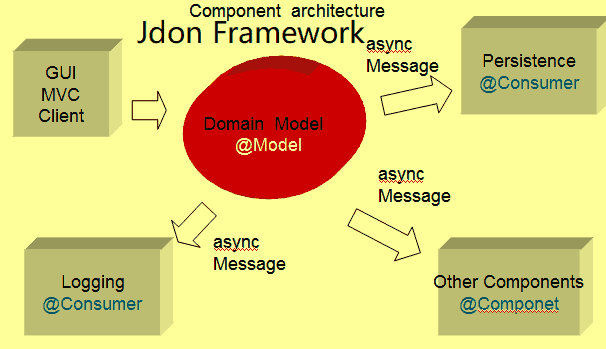 Component architecture
Jdon Framework
async
Message
Persistence
@Consumer
GUI
MVC
Client
Domain Model
@Model
async
Message
async
Message
Logging
@Consumer
Other Components
@Componet